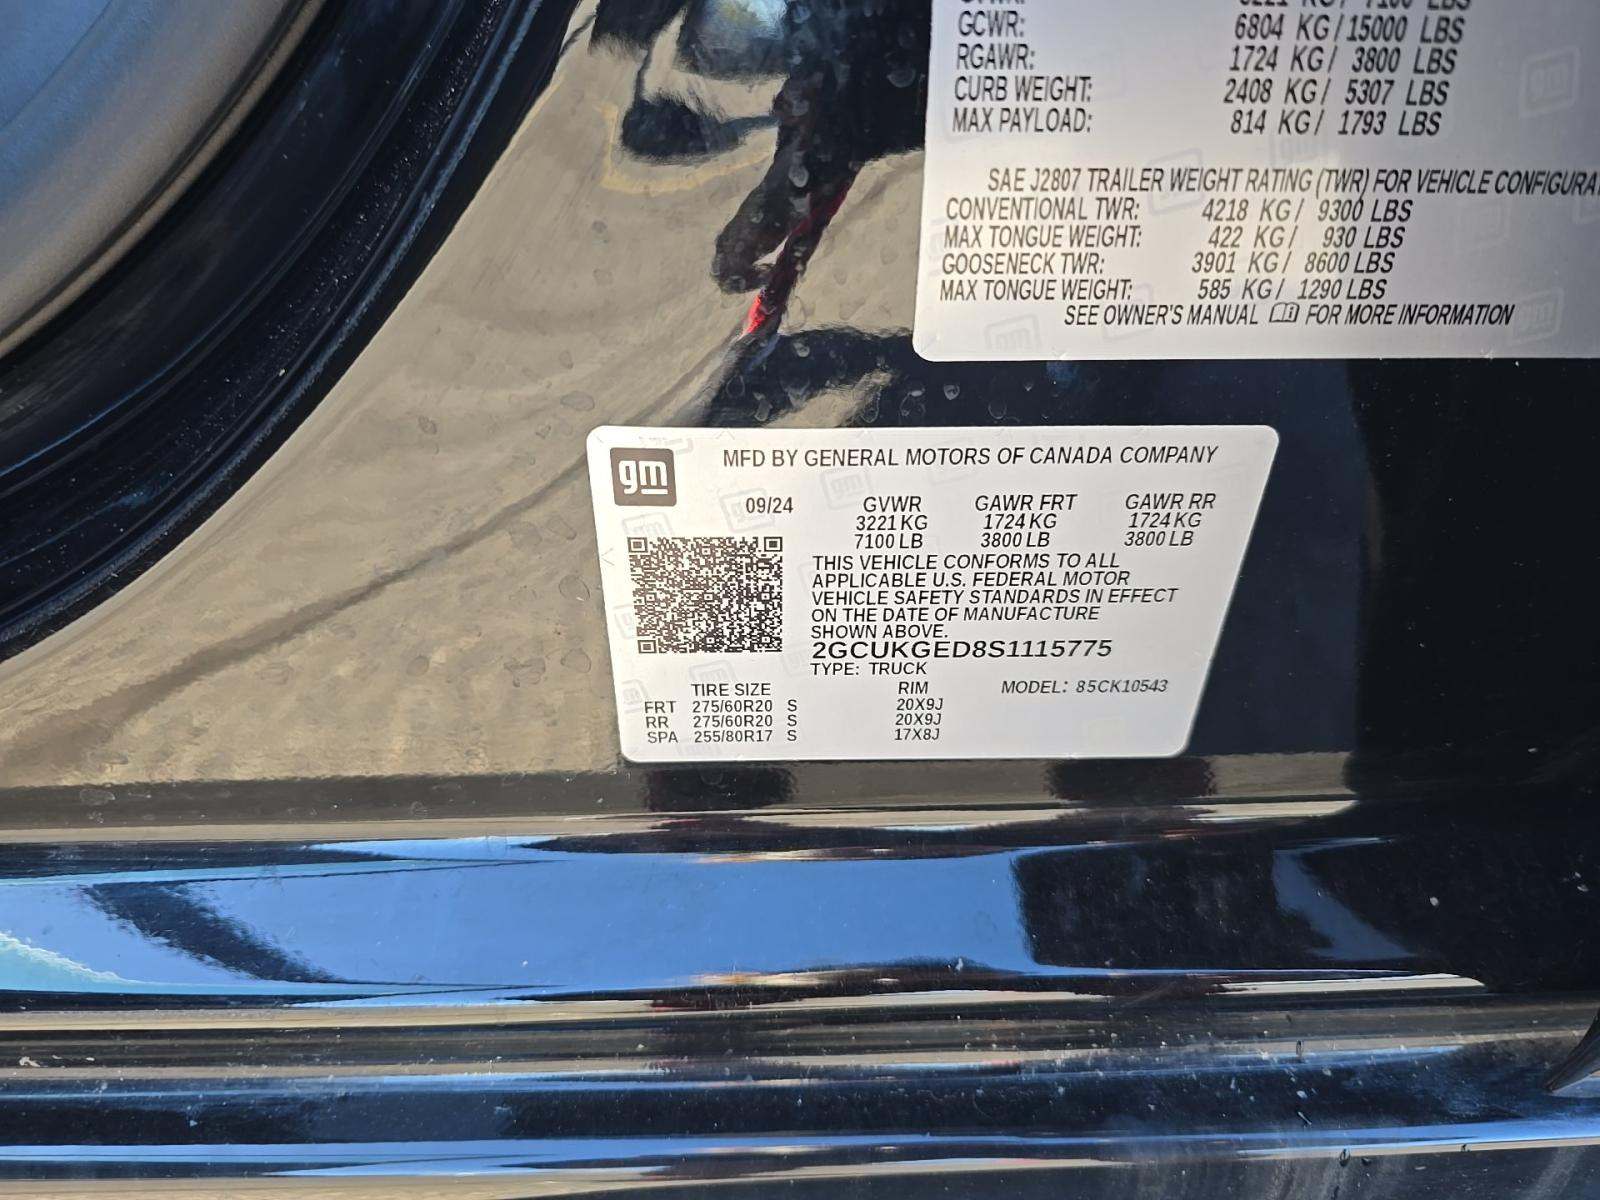 GVWR: 3221 KG/ 7100 LBS
GCWR: 6804 KG/15000 LBS
RGAWR: 1724 KG/ 3800 LBS
CURB WEIGHT: 2408 KG/ 5307 LBS
MAX PAYLOAD: 814 KG/ 1793 LBS
SAE J2807 TRAILER WEIGHT RATING (TWR) FOR VEHICLE CONFIGURA
CONVENTIONAL TWR: 4218 KG/ 9300 LBS
MAX TONGUE WEIGHT: 422 KG/ 930 LBS
GOOSENECK TWR: 3901 KG/ 8600 LBS
MAX TONGUE WEIGHT: 585 KG/ 1290 LBS
SEE OWNER'S MANUAL FOR MORE INFORMATION
gm
MFD BY GENERAL MOTORS OF CANADA COMPANY
09/24 GVWR GAWR FRT GAWR RR
3221 KG 1724 KG 1724 KG
7100 LB 3800 LB 3800 LB
THIS VEHICLE CONFORMS TO ALL
APPLICABLE U.S. FEDERAL MOTOR
VEHICLE SAFETY STANDARDS IN EFFECT
ON THE DATE OF MANUFACTURE
SHOWN ABOVE.
2GCUKGED8S1115775
TYPE: TRUCK
TIRE SIZE RIM MODEL: 85CK10543
FRT 275/60R20 S 20X9J
RR 275/60R20 S 20X9J
SPA 255/80R17 S 17X8J